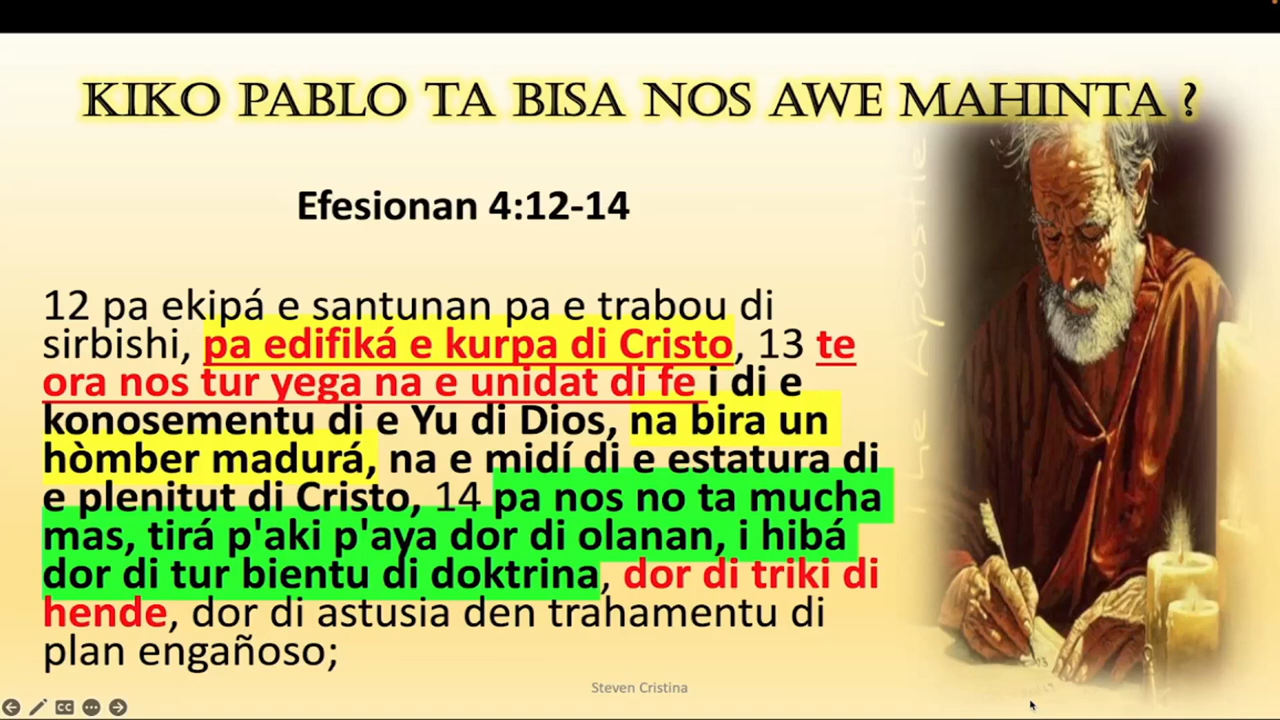 KIKO PABLO TA BISA NOS AWE MAHINTA ?
Efesionan 4:12-14
12 pa ekipá e santunan pa e trabou di
sirbishi, pa edifiká e kurpa di Cristo, 13 te
ora nos tur yega na e unidat di fe i di e
konosementu di e Yu di Dios, na bira un
hòmber madurá, na e midí di e estatura di
e plenitut di Cristo, 14 pa nos no ta mucha
mas, tirá p'aki p'aya dor di olanan, i hibá
dor di tur bientu di doktrina, dor di triki di
hende, dor di astusia den trahamentu di
plan engañoso;
The Apostle
Steven Cristina
CC